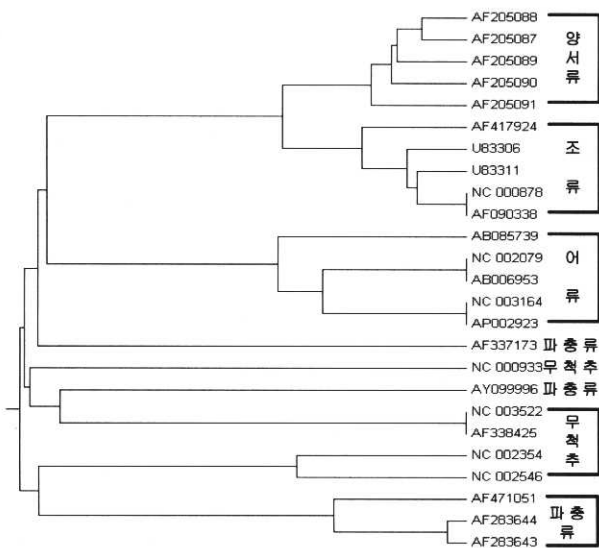 AF205088
AF205087
AF205089
AF205090
AF205091
양서류
AF417924
U83306
U83311
NC 000878
AF090338
조류
AB085739
NC 002079
AB006953
NC 003164
AP002923
어류
AF337173 파충류
NC 000933 무척추
AY099996 파충류
NC 003522
AF338425
NC 002354
NC 002546
무척추
AF471051
AF283644
AF283643
파충류